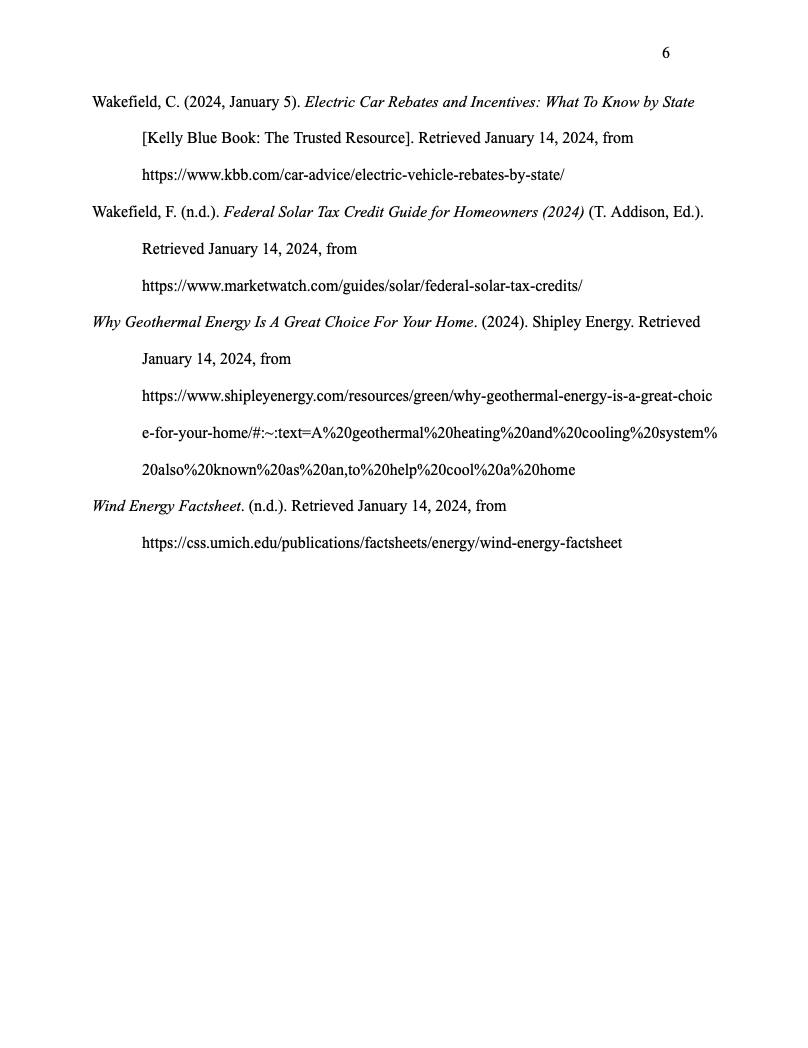 6
Wakefield, C. (2024, January 5). Electric Car Rebates and Incentives: What To Know by State
[Kelly Blue Book: The Trusted Resource]. Retrieved January 14, 2024, from
https://www.kbb.com/car-advice/electric-vehicle-rebates-by-state/
Wakefield, F. (n.d.). Federal Solar Tax Credit Guide for Homeowners (2024) (T. Addison, Ed.).
Retrieved January 14, 2024, from
https://www.marketwatch.com/guides/solar/federal-solar-tax-credits/
Why Geothermal Energy Is A Great Choice For Your Home. (2024). Shipley Energy. Retrieved
January 14, 2024, from
https://www.shipleyenergy.com/resources/green/why-geothermal-energy-is-a-great-choic
e-for-your-home/#:~:text=A%20geothermal%20heating%20and%20cooling%20system%
20also%20known%20as%20an,to%20help%20cool%20a%20home
Wind Energy Factsheet. (n.d.). Retrieved January 14, 2024, from
https://css.umich.edu/publications/factsheets/energy/wind-energy-factsheet